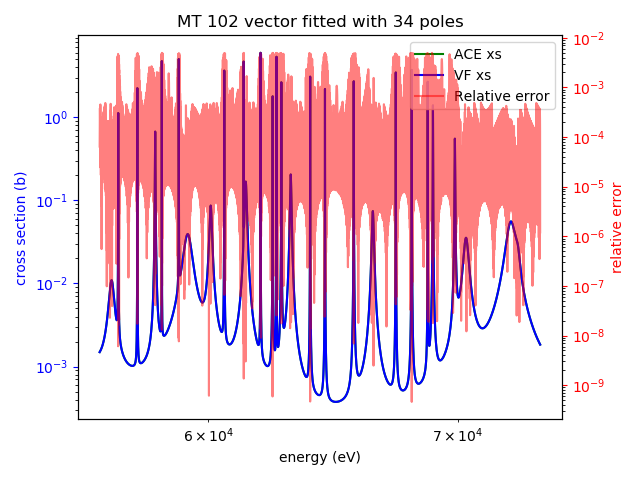 MT 102 vector fitted with 34 poles
ACE xs
VF xs
Relative error
cross section (b)
10⁰
10⁻¹
10⁻²
10⁻³
10⁻²
10⁻³
10⁻⁴
10⁻⁵
10⁻⁶
10⁻⁷
10⁻⁸
10⁻⁹
relative error
6 × 10⁴
7 × 10⁴
energy (eV)